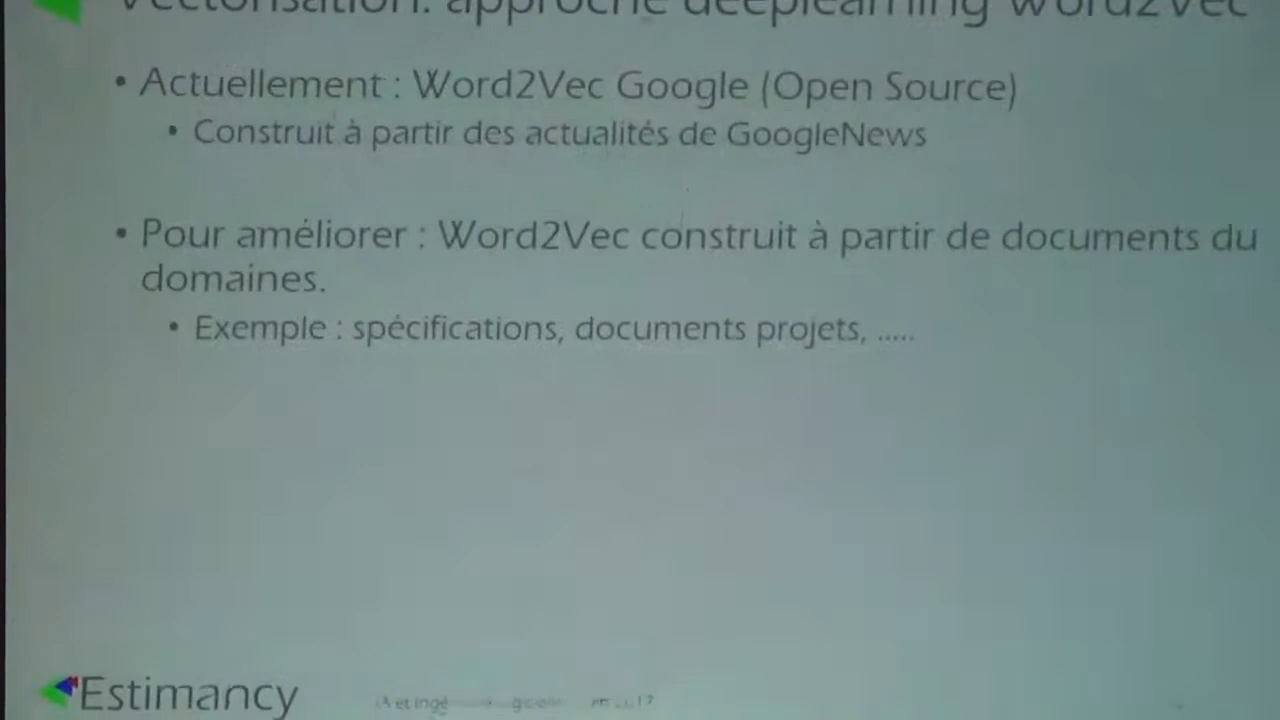 Vectorisation: approche deeplearning Word2Vec
• Actuellement : Word2Vec Google (Open Source)
• Construit à partir des actualités de GoogleNews
• Pour améliorer : Word2Vec construit à partir de documents du
domaines.
• Exemple : spécifications, documents projets, .....
Estimancy